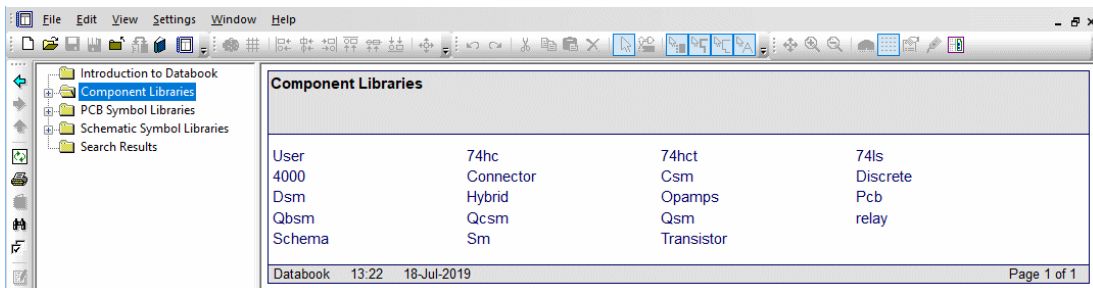 File Edit View Settings Window Help
Introduction to Databook
Component Libraries
PCB Symbol Libraries
Schematic Symbol Libraries
Search Results
Component Libraries
User 74hc 74hct 74ls
4000 Connector Csm Discrete
Dsm Hybrid Opamps Pcb
Qbsm Qcsm Qsm relay
Schema Sm Transistor
Databook 13:22 18-Jul-2019 Page 1 of 1